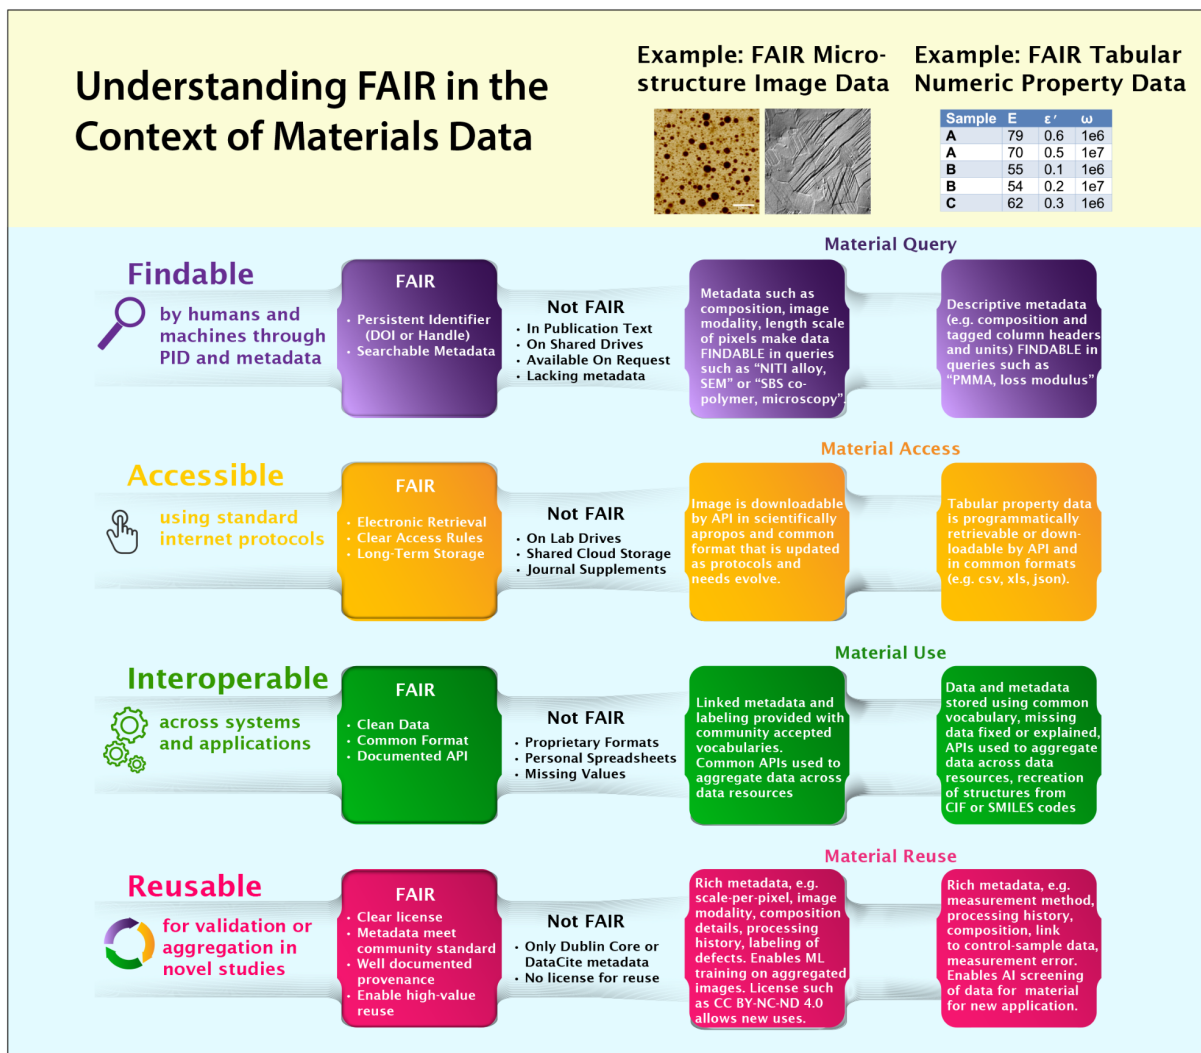 Understanding FAIR in the
Context of Materials Data
Example: FAIR Micro-
structure Image Data
Example: FAIR Tabular
Numeric Property Data
Sample E ε′ ω
A 79 0.6 1e6
A 70 0.5 1e7
B 55 0.1 1e6
B 54 0.2 1e7
C 62 0.3 1e6
Material Query
Findable
by humans and
machines through
PID and metadata
FAIR
• Persistent Identifier
(DOI or Handle)
• Searchable Metadata
Not FAIR
• In Publication Text
• On Shared Drives
• Available On Request
• Lacking metadata
Metadata such as
composition, image
modality, length scale
of pixels make data
FINDABLE in queries
such as “NITI alloy,
SEM” or “SBS co-
polymer, microscopy”.
Descriptive metadata
(e.g. composition and
tagged column headers
and units) FINDABLE in
queries such as
“PMMA, loss modulus”
Material Access
Accessible
using standard
internet protocols
FAIR
• Electronic Retrieval
• Clear Access Rules
• Long-Term Storage
Not FAIR
• On Lab Drives
• Shared Cloud Storage
• Journal Supplements
Image is downloadable
by API in scientifically
apropos and common
format that is updated
as protocols and
needs evolve.
Tabular property data
is programmatically
retrievable or down-
loadable by API and
in common formats
(e.g. csv, xls, json).
Material Use
Interoperable
across systems
and applications
FAIR
• Clean Data
• Common Format
• Documented API
Not FAIR
• Proprietary Formats
• Personal Spreadsheets
• Missing Values
Linked metadata and
labeling provided with
community accepted
vocabularies.
Common APIs used to
aggregate data across
data resources
Data and metadata
stored using common
vocabulary, missing
data fixed or explained,
APIs used to aggregate
data across data
resources, recreation
of structures from
CIF or SMILES codes
Material Reuse
Reusable
for validation or
aggregation in
novel studies
FAIR
• Clear license
• Metadata meet
community standard
• Well documented
provenance
• Enable high-value
reuse
Not FAIR
• Only Dublin Core or
DataCite metadata
• No license for reuse
Rich metadata, e.g.
scale-per-pixel, image
modality, composition
details, processing
history, labeling of
defects. Enables ML
training on aggregated
images. License such
as CC BY-NC-ND 4.0
allows new uses.
Rich metadata, e.g.
measurement method,
processing history,
composition, link
to control-sample data,
measurement error.
Enables AI screening
of data for material
for new application.